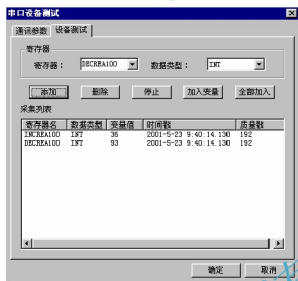 串口设备测试
通讯参数 设备测试
寄存器
寄存器： DECREA100 数据类型： INT
添加 删除 停止 加入变量 全部加入
采集列表
寄存器名 数据类型 变量值 时间戳 质量戳
INCREA100 INT 36 2001-5-23 9:40:14.130 192
DECREA100 INT 93 2001-5-23 9:40:14.130 192
确定 取消